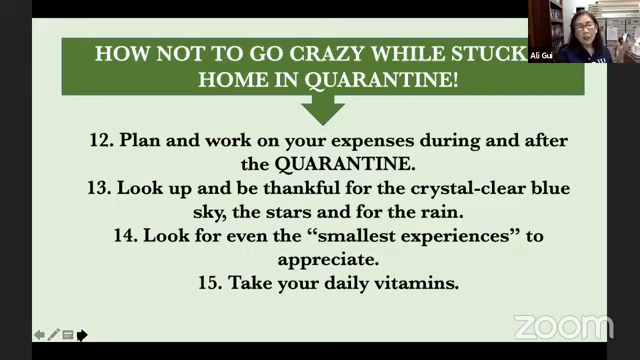 HOW NOT TO GO CRAZY WHILE STUCK
HOME IN QUARANTINE!
Ali Gui
12. Plan and work on your expenses during and after
the QUARANTINE.
13. Look up and be thankful for the crystal-clear blue
sky, the stars and for the rain.
14. Look for even the “smallest experiences” to
appreciate.
15. Take your daily vitamins.
zoom